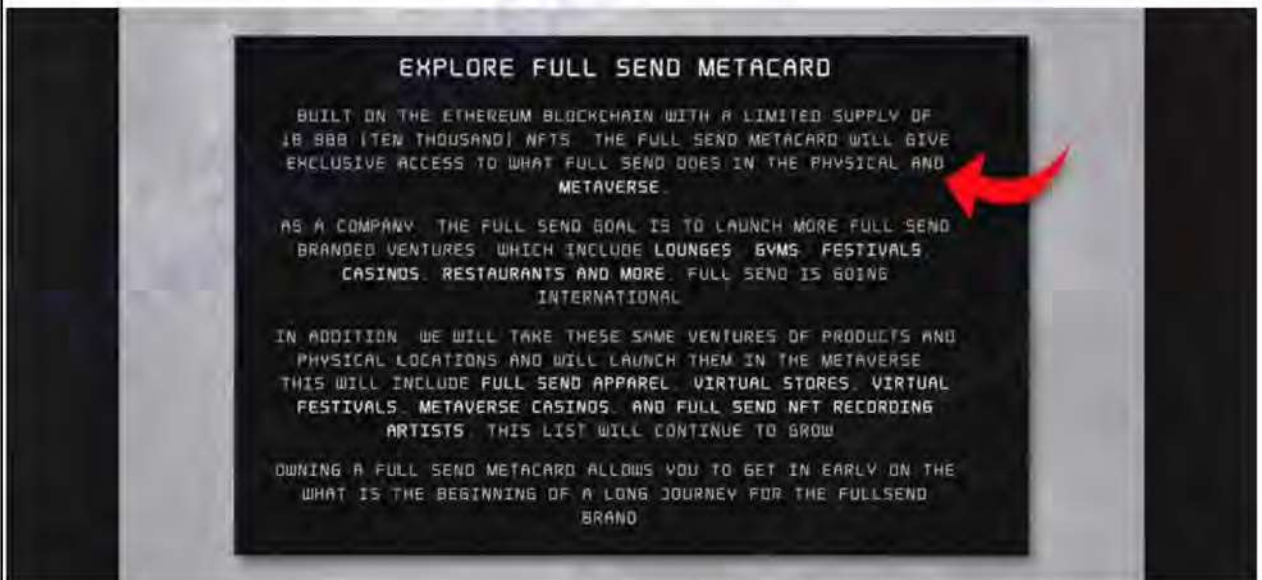 EXPLORE FULL SEND METACARD
BUILT ON THE ETHEREUM BLOCKCHAIN WITH A LIMITED SUPPLY OF
10 000 (TEN THOUSAND) NFTS. THE FULL SEND METACARD WILL GIVE
EXCLUSIVE ACCESS TO WHAT FULL SEND DOES IN THE PHYSICAL AND
METAVERSE.
AS A COMPANY THE FULL SEND GOAL IS TO LAUNCH MORE FULL SEND
BRANDED VENTURES WHICH INCLUDE LOUNGES GYMS FESTIVALS
CASINOS. RESTAURANTS AND MORE. FULL SEND IS GOING
INTERNATIONAL
IN ADDITION WE WILL TAKE THESE SAME VENTURES OF PRODUCTS AND
PHYSICAL LOCATIONS AND WILL LAUNCH THEM IN THE METAVERSE
THIS WILL INCLUDE FULL SEND APPAREL. VIRTUAL STORES. VIRTUAL
FESTIVALS. METAVERSE CASINOS. AND FULL SEND NFT RECORDING
ARTISTS. THIS LIST WILL CONTINUE TO GROW
OWNING A FULL SEND METACARD ALLOWS YOU TO GET IN EARLY ON THE
WHAT IS THE BEGINNING OF A LONG JOURNEY FOR THE FULLSEND
BRAND